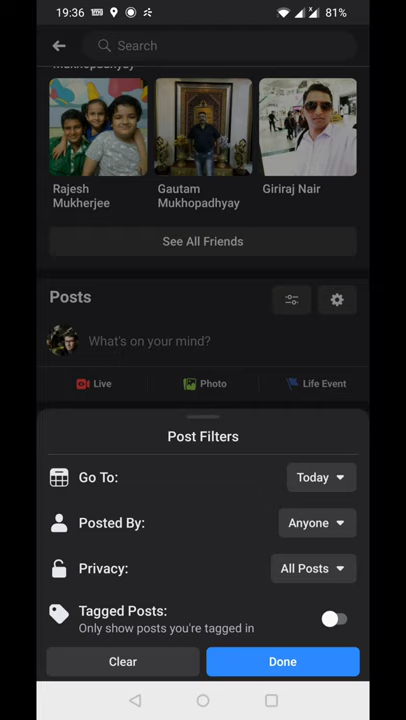 19:36
81%
Search
Mukhopadhyay
Rajesh Mukherjee
Gautam Mukhopadhyay
Giriraj Nair
See All Friends
Posts
What's on your mind?
Live
Photo
Life Event
Post Filters
Go To:
Today
Posted By:
Anyone
Privacy:
All Posts
Tagged Posts:
Only show posts you're tagged in
Clear
Done